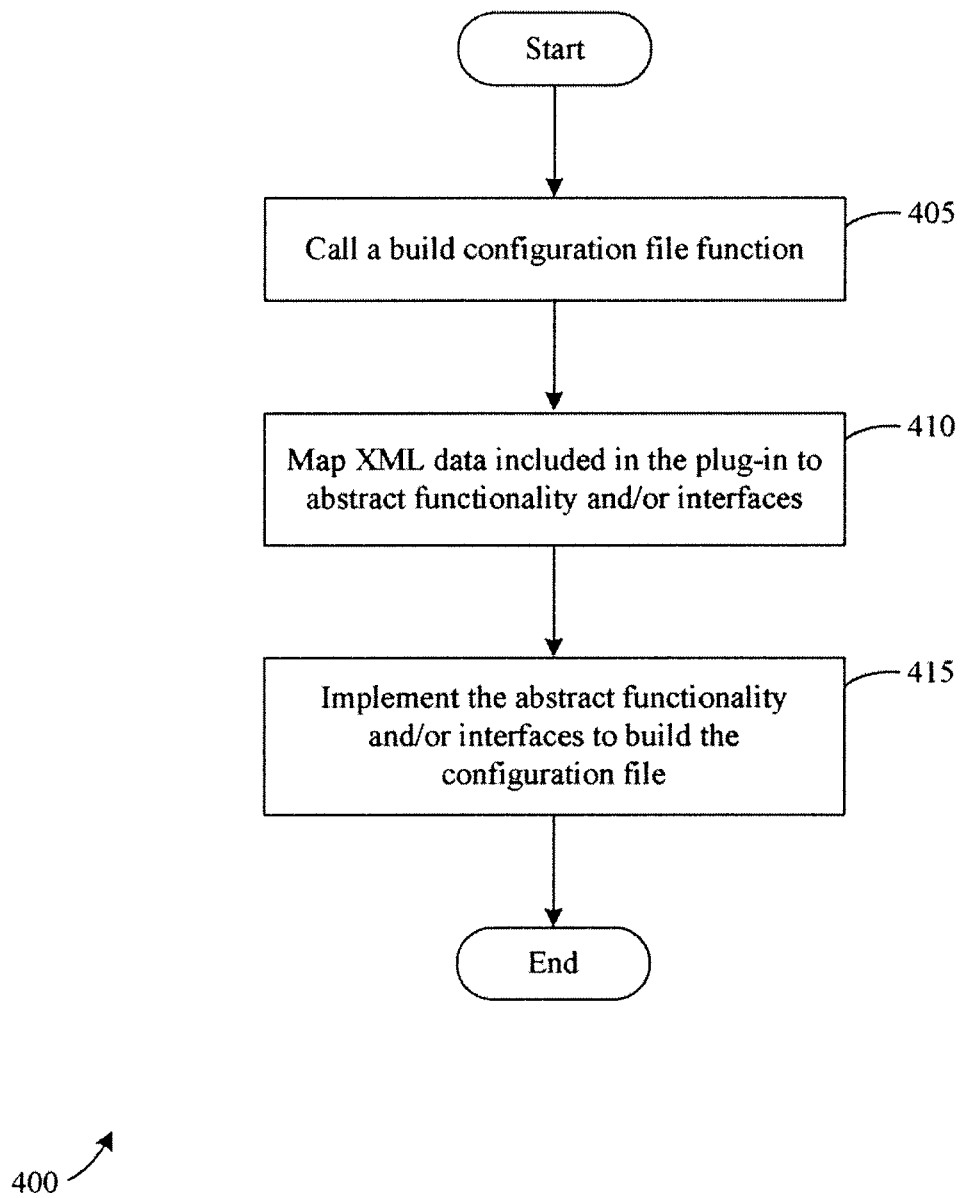 Start
405
Call a build configuration file function
410
Map XML data included in the plug-in to
abstract functionality and/or interfaces
415
Implement the abstract functionality
and/or interfaces to build the
configuration file
End
400